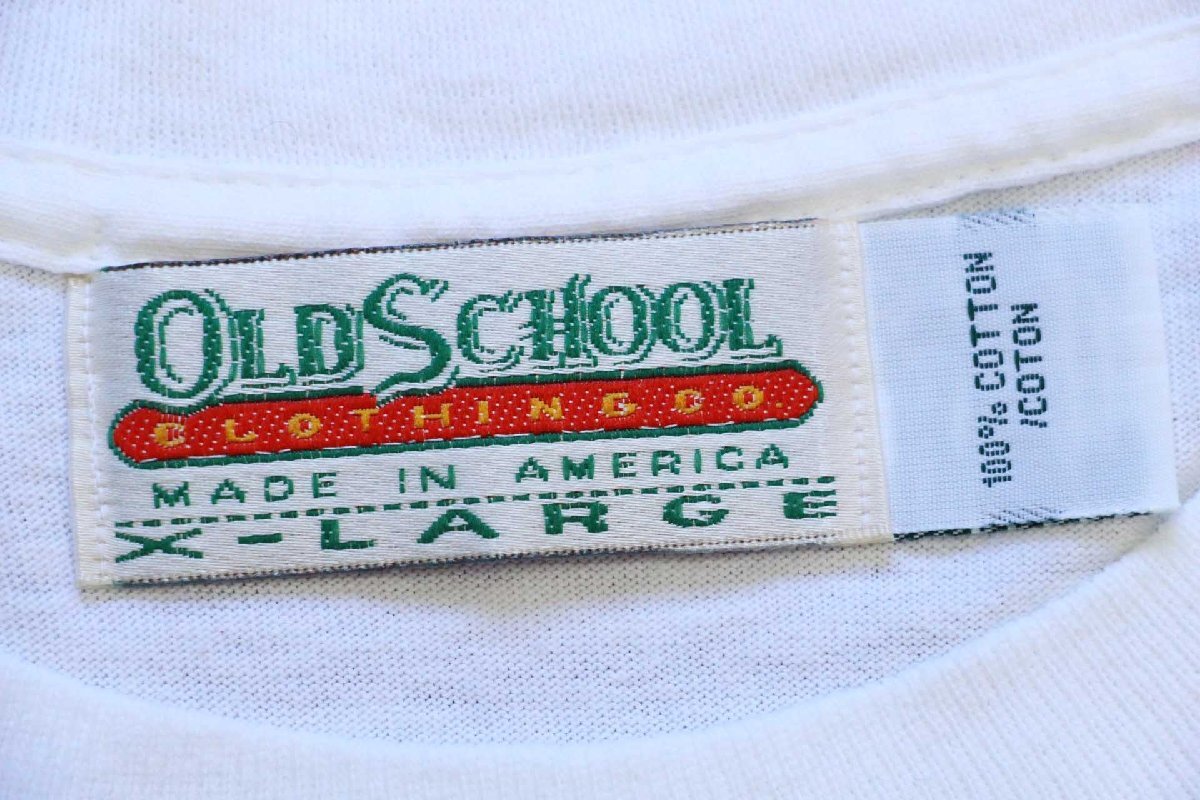 OLD SCHOOL
CLOTHING CO.
MADE IN AMERICA
X-LARGE
100% COTTON
/COTON